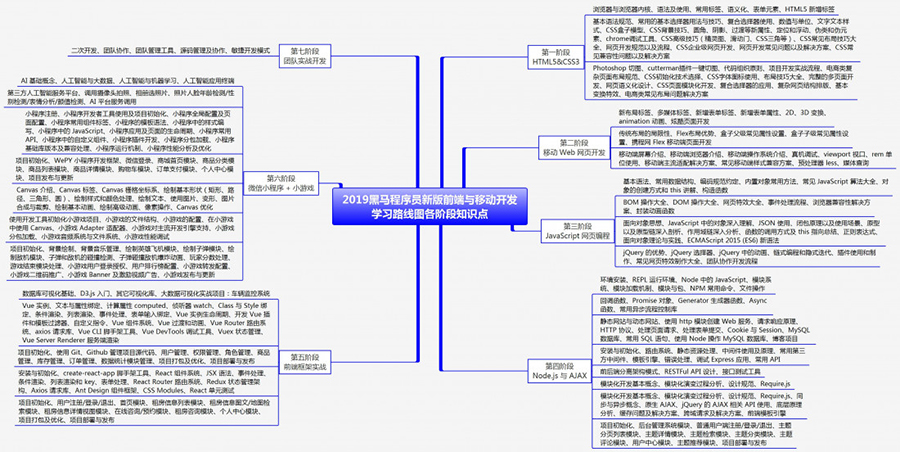 2019黑马程序员新版前端与移动开发
学习路线图各阶段知识点
第一阶段
HTML5&CSS3
浏览器与浏览器内核、语法及使用、常用标签、语义化、表单元素、HTML5 新增标签
基本语法规范、常用的基本选择器用法与技巧、复合选择器使用、数值与单位、文字文本样
式、CSS盒子模型、CSS背景技巧、圆角、阴影、过渡等新属性、定位和浮动、伪类和伪元
素、chrome调试工具、CSS高级技巧（精灵图、滑动门、CSS三角等）、CSS常见布局技巧大
全、网页开发规范以及流程、CSS企业级网页开发、网页开发常见问题以及解决方案、CSS常
见兼容性问题以及解决方案
Photoshop 切图、cutterman插件一键切图、代码组织原则、项目开发实战流程、电商类复
杂页面布局规范、CSS初始化技术选择、CSS字体图标使用、布局技巧大全、完整的多页面开
发、网页语义化设计、CSS页面模块化开发、复合选择器的应用、复杂网页结构排版、基本
变换特效、电商类常见布局问题解决方案
第二阶段
移动 Web 网页开发
新布局标签、多媒体标签、新增表单标签、新增表单属性、2D、3D 变换、
animation 动画、炫酷页面开发
传统布局的局限性、Flex布局优势、盒子父级常见属性设置、盒子子级常见属性设
置、携程网 Flex 移动端页面开发
移动端屏幕介绍、移动端浏览器介绍、移动端操作系统介绍、真机调试、viewport 视口、rem 单
位使用、移动端主流适配解决方案、常见移动端样式兼容方案、预处理器 less、媒体查询
第三阶段
JavaScript 网页编程
基本语法、常用数据结构、编码规范约定、内置对象常用方法、常见 JavaScript 算法大全、对
象的创建方式和 this 讲解、构造函数
BOM 操作大全、DOM 操作大全、网页特效大全、事件处理流程、浏览器兼容性解决方
案、封装动画函数
面向对象思想、JavaScript 中的对象深入理解、JSON 使用、闭包原理以及使用场景、原型
以及原型链深入剖析、作用域链深入分析、函数的调用方式及 this 指向总结、正则表达式、
面向对象理论与实践、ECMAScript 2015 (ES6) 新语法
jQuery 的优势、jQuery 选择器、jQuery 中的动画、链式编程和隐式迭代、插件使用和制
作、常见网页特效制作大全、团队协作开发流程
第四阶段
Node.js 与 AJAX
环境安装、REPL 运行环境、Node 中的 JavaScript、模块系
统、模块加载机制、模块与包、NPM 常用命令、文件操作
回调函数、Promise 对象、Generator 生成器函数、Async
函数、常用异步流程控制库
静态网站与动态网站、使用 http 模块创建 Web 服务、请求响应原理、
HTTP 协议、处理页面请求、处理表单提交、Cookie 与 Session、MySQL
数据库、常用 SQL 语句、使用 Node 操作 MySQL 数据库、博客项目
安装与初始化、路由系统、静态资源处理、中间件使用及原理、常用第三
方中间件、模板引擎、错误处理、调试 Express 应用、常用 API
前后端分离架构模式、RESTFul API 设计、接口测试工具
模块化开发基本概念、模块化演变过程分析、设计规范、Require.js
模块化开发基本概念、模块化演变过程分析、设计规范、Require.js、同
步与异步概念、原生 AJAX、jQuery 的 AJAX 相关 API 使用、底层原理
分析、缓存问题及解决方案、跨域请求及解决方案、前端模板引擎
项目初始化、后台管理系统模块、普通用户端注册/登录/退出、主题
分页列表模块、主题详情模块、主题检索模块、主题分类模块、主题
评论模块、用户中心模块、主题推荐模块、项目部署与发布
第七阶段
团队实战开发
二次开发、团队协作、团队管理工具、源码管理及协作、敏捷开发模式
第六阶段
微信小程序 + 小游戏
AI 基础概念、人工智能与大数据、人工智能与机器学习、人工智能应用终端
第三方人工智能服务平台、调用摄像头拍照、相册选照片、照片人脸年龄检测/性
别检测/表情分析/颜值检测、AI 平台服务调用
小程序注册、小程序开发者工具使用及项目初始化、小程序全局配置及页
面配置、小程序常用组件标签、小程序的模板语法、小程序中的样式编
写、小程序中的 JavaScript、小程序应用及页面的生命周期、小程序常用
API、小程序中的自定义组件、小程序插件开发、小程序分包加载、小程序
基础库版本及兼容处理、小程序运行机制、小程序性能分析及优化
项目初始化、WePY 小程序开发框架、微信登录、商城首页模块、商品分类模
块、商品列表模块、商品详情模块、购物车模块、订单支付模块、个人中心模
块、项目发布与更新
Canvas 介绍、Canvas 标签、Canvas 栅格坐标系、绘制基本形状（矩形、路
径、三角形、圆）、绘制样式和颜色处理、绘制文本、使用图片、变形、图片
合成与裁剪、绘制基本动画、绘制高级动画、像素操作、Canvas 优化
使用开发工具初始化小游戏项目、小游戏的文件结构、小游戏的配置、在小游戏
中使用 Canvas、小游戏 Adapter 适配器、小游戏对主流开发引擎支持、小游戏
分包加载、小游戏音频系统与文件系统、小游戏性能调试
项目初始化、背景绘制、背景音乐管理、绘制英雄飞机模块、绘制子弹模块、绘
制敌机模块、子弹和敌机的碰撞检测、子弹碰撞敌机爆炸动画、玩家分数处理、
游戏结束模块处理、小游戏用户登录授权、用户排行榜配置、小游戏转发配置、
小游戏二维码推广、小游戏 Banner 及激励视频广告、小游戏发布与更新
第五阶段
前端框架实战
数据库可视化基础、D3.js 入门、其它可视化库、大数据可视化实战项目：车辆监控系统
Vue 实例、文本与属性绑定、计算属性 computed、侦听器 watch、Class 与 Style 绑
定、条件渲染、列表渲染、事件处理、表单输入绑定、Vue 实例生命周期、开发 Vue 插
件和模板过滤器、自定义指令、Vue 组件系统、Vue 过渡和动画、Vue Router 路由系
统、axios 请求库、Vue CLI 脚手架工具、Vue DevTools 调试工具、Vuex 状态管理、
Vue Server Renderer 服务端渲染
项目初始化、使用 Git、Github 管理项目源代码、用户管理、权限管理、角色管理、商品
管理、库存管理、订单管理、数据统计模块管理、项目打包及优化、项目部署与发布
安装与初始化、create-react-app 脚手架工具、React 组件系统、JSX 语法、事件处理、
条件渲染、列表渲染和 key、表单处理、React Router 路由系统、Redux 状态管理架
构、Axios 请求库、Ant Design 组件框架、CSS Modules、React 单元测试
项目初始化、用户注册/登录/退出、首页模块、租房信息列表模块、租房信息图文/地图检
索模块、租房信息详情视图模块、在线咨询/预约模块、租房咨询模块、个人中心模块、
项目打包及优化、项目部署与发布